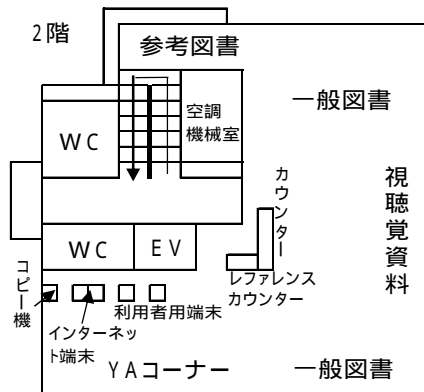 2階
参考図書
一般図書
空調
機械室
WC
カウンター
視聴覚資料
WC
EV
レファレンス
カウンター
コピー機
利用者用端末
インターネッ
ト端末
YAコーナー
一般図書